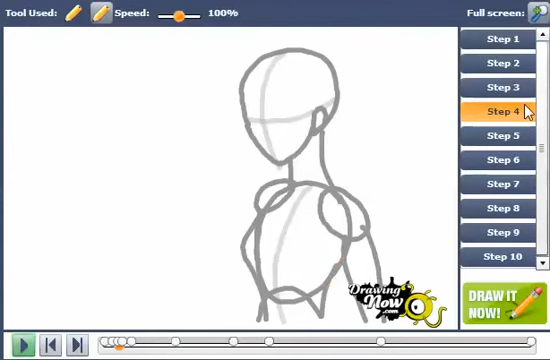 Tool Used:
Speed:
100%
Full screen:
Step 1
Step 2
Step 3
Step 4
Step 5
Step 6
Step 7
Step 8
Step 9
Step 10
Drawing
Now
.com
DRAW IT
NOW!